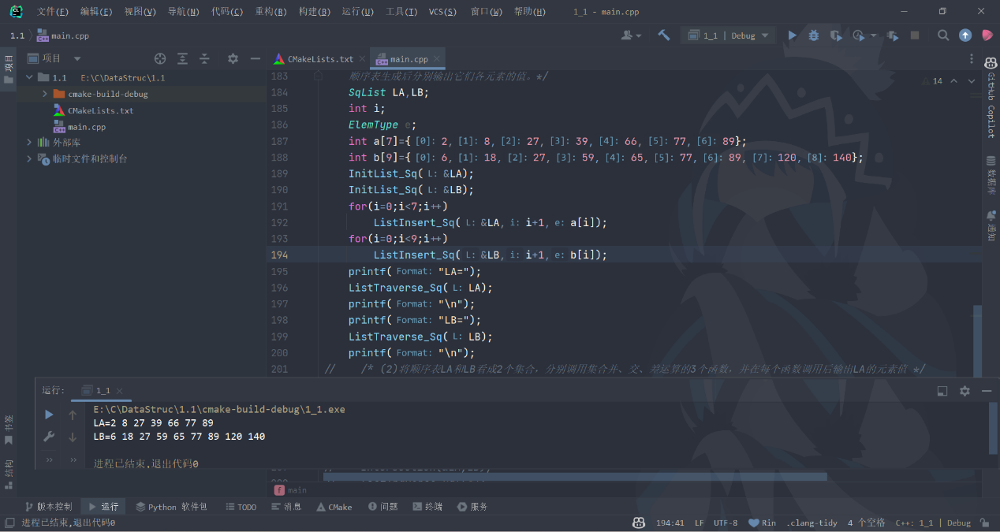 文件(F) 编辑(E) 视图(V) 导航(N) 代码(C) 重构(R) 构建(B) 运行(U) 工具(T) VCS(S) 窗口(W) 帮助(H) 1_1 - main.cpp
1.1 main.cpp 1_1 | Debug
项目 CMakeLists.txt main.cpp
项目
1.1 E:\C\DataStruc\1.1
cmake-build-debug
CMakeLists.txt
main.cpp
外部库
临时文件和控制台
14
183 顺序表生成后分别输出它们各元素的值。*/
184 SqList LA,LB;
185 int i;
186 ElemType e;
187 int a[7]={ [0]: 2, [1]: 8, [2]: 27, [3]: 39, [4]: 66, [5]: 77, [6]: 89};
188 int b[9]={ [0]: 6, [1]: 18, [2]: 27, [3]: 59, [4]: 65, [5]: 77, [6]: 89, [7]: 120, [8]: 140};
189 InitList_Sq( L: &LA);
190 InitList_Sq( L: &LB);
191 for(i=0;i<7;i++)
192 ListInsert_Sq( L: &LA, i: i+1, e: a[i]);
193 for(i=0;i<9;i++)
194 ListInsert_Sq( L: &LB, i: i+1, e: b[i]);
195 printf( Format: "LA=");
196 ListTraverse_Sq( L: LA);
197 printf( Format: "\n");
198 printf( Format: "LB=");
199 ListTraverse_Sq( L: LB);
200 printf( Format: "\n");
201 // /* (2)将顺序表LA和LB看成2个集合，分别调用集合并、交、差运算的3个函数，并在每个函数调用后输出LA的元素值 */
GitHub Copilot
数据库
通知
运行: 1_1
E:\C\DataStruc\1.1\cmake-build-debug\1_1.exe
LA=2 8 27 39 66 77 89
LB=6 18 27 59 65 77 89 120 140
进程已结束,退出代码0
书签
结构
main
版本控制 运行 Python 软件包 TODO 消息 CMake 问题 终端 服务
进程已结束,退出代码0 194:41 LF UTF-8 Rin .clang-tidy 4 个空格 C++: 1_1 | Debug